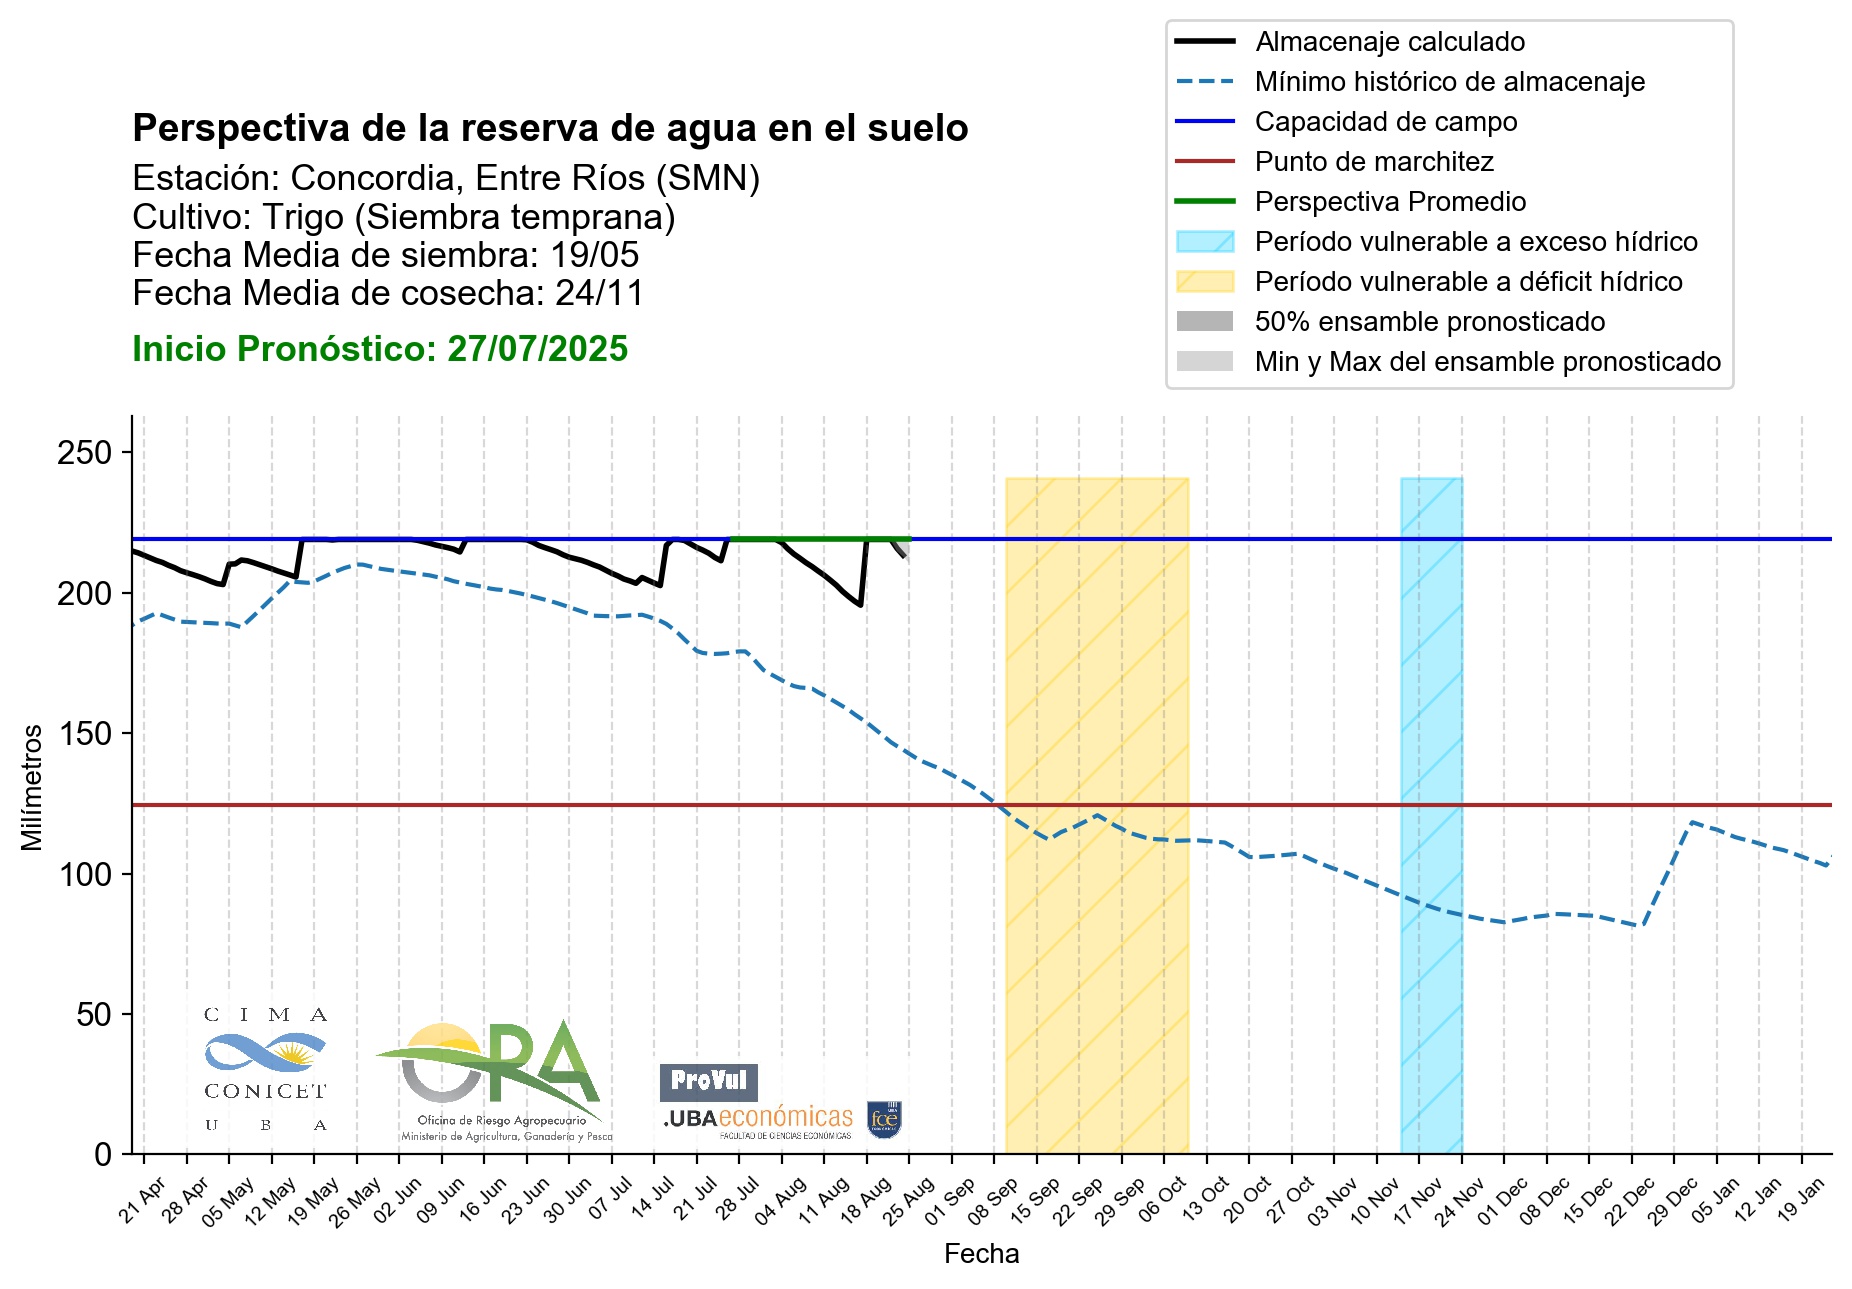 Almacenaje calculado
Mínimo histórico de almacenaje
Capacidad de campo
Punto de marchitez
Perspectiva Promedio
Período vulnerable a exceso hídrico
Período vulnerable a déficit hídrico
50% ensamble pronosticado
Min y Max del ensamble pronosticado
Perspectiva de la reserva de agua en el suelo
Estación: Concordia, Entre Ríos (SMN)
Cultivo: Trigo (Siembra temprana)
Fecha Media de siembra: 19/05
Fecha Media de cosecha: 24/11
Inicio Pronóstico: 27/07/2025
Milímetros
250
200
150
100
50
0
CIMA
CONICET
UBA
ORA
Oficina de Riesgo Agropecuario
Ministerio de Agricultura, Ganadería y Pesca
ProVul
.UBAeconómicas
FACULTAD DE CIENCIAS ECONÓMICAS
fce
21 Apr
28 Apr
05 May
12 May
19 May
26 May
02 Jun
09 Jun
16 Jun
23 Jun
30 Jun
07 Jul
14 Jul
21 Jul
28 Jul
04 Aug
11 Aug
18 Aug
25 Aug
01 Sep
08 Sep
15 Sep
22 Sep
29 Sep
06 Oct
13 Oct
20 Oct
27 Oct
03 Nov
10 Nov
17 Nov
24 Nov
01 Dec
08 Dec
15 Dec
22 Dec
29 Dec
05 Jan
12 Jan
19 Jan
Fecha